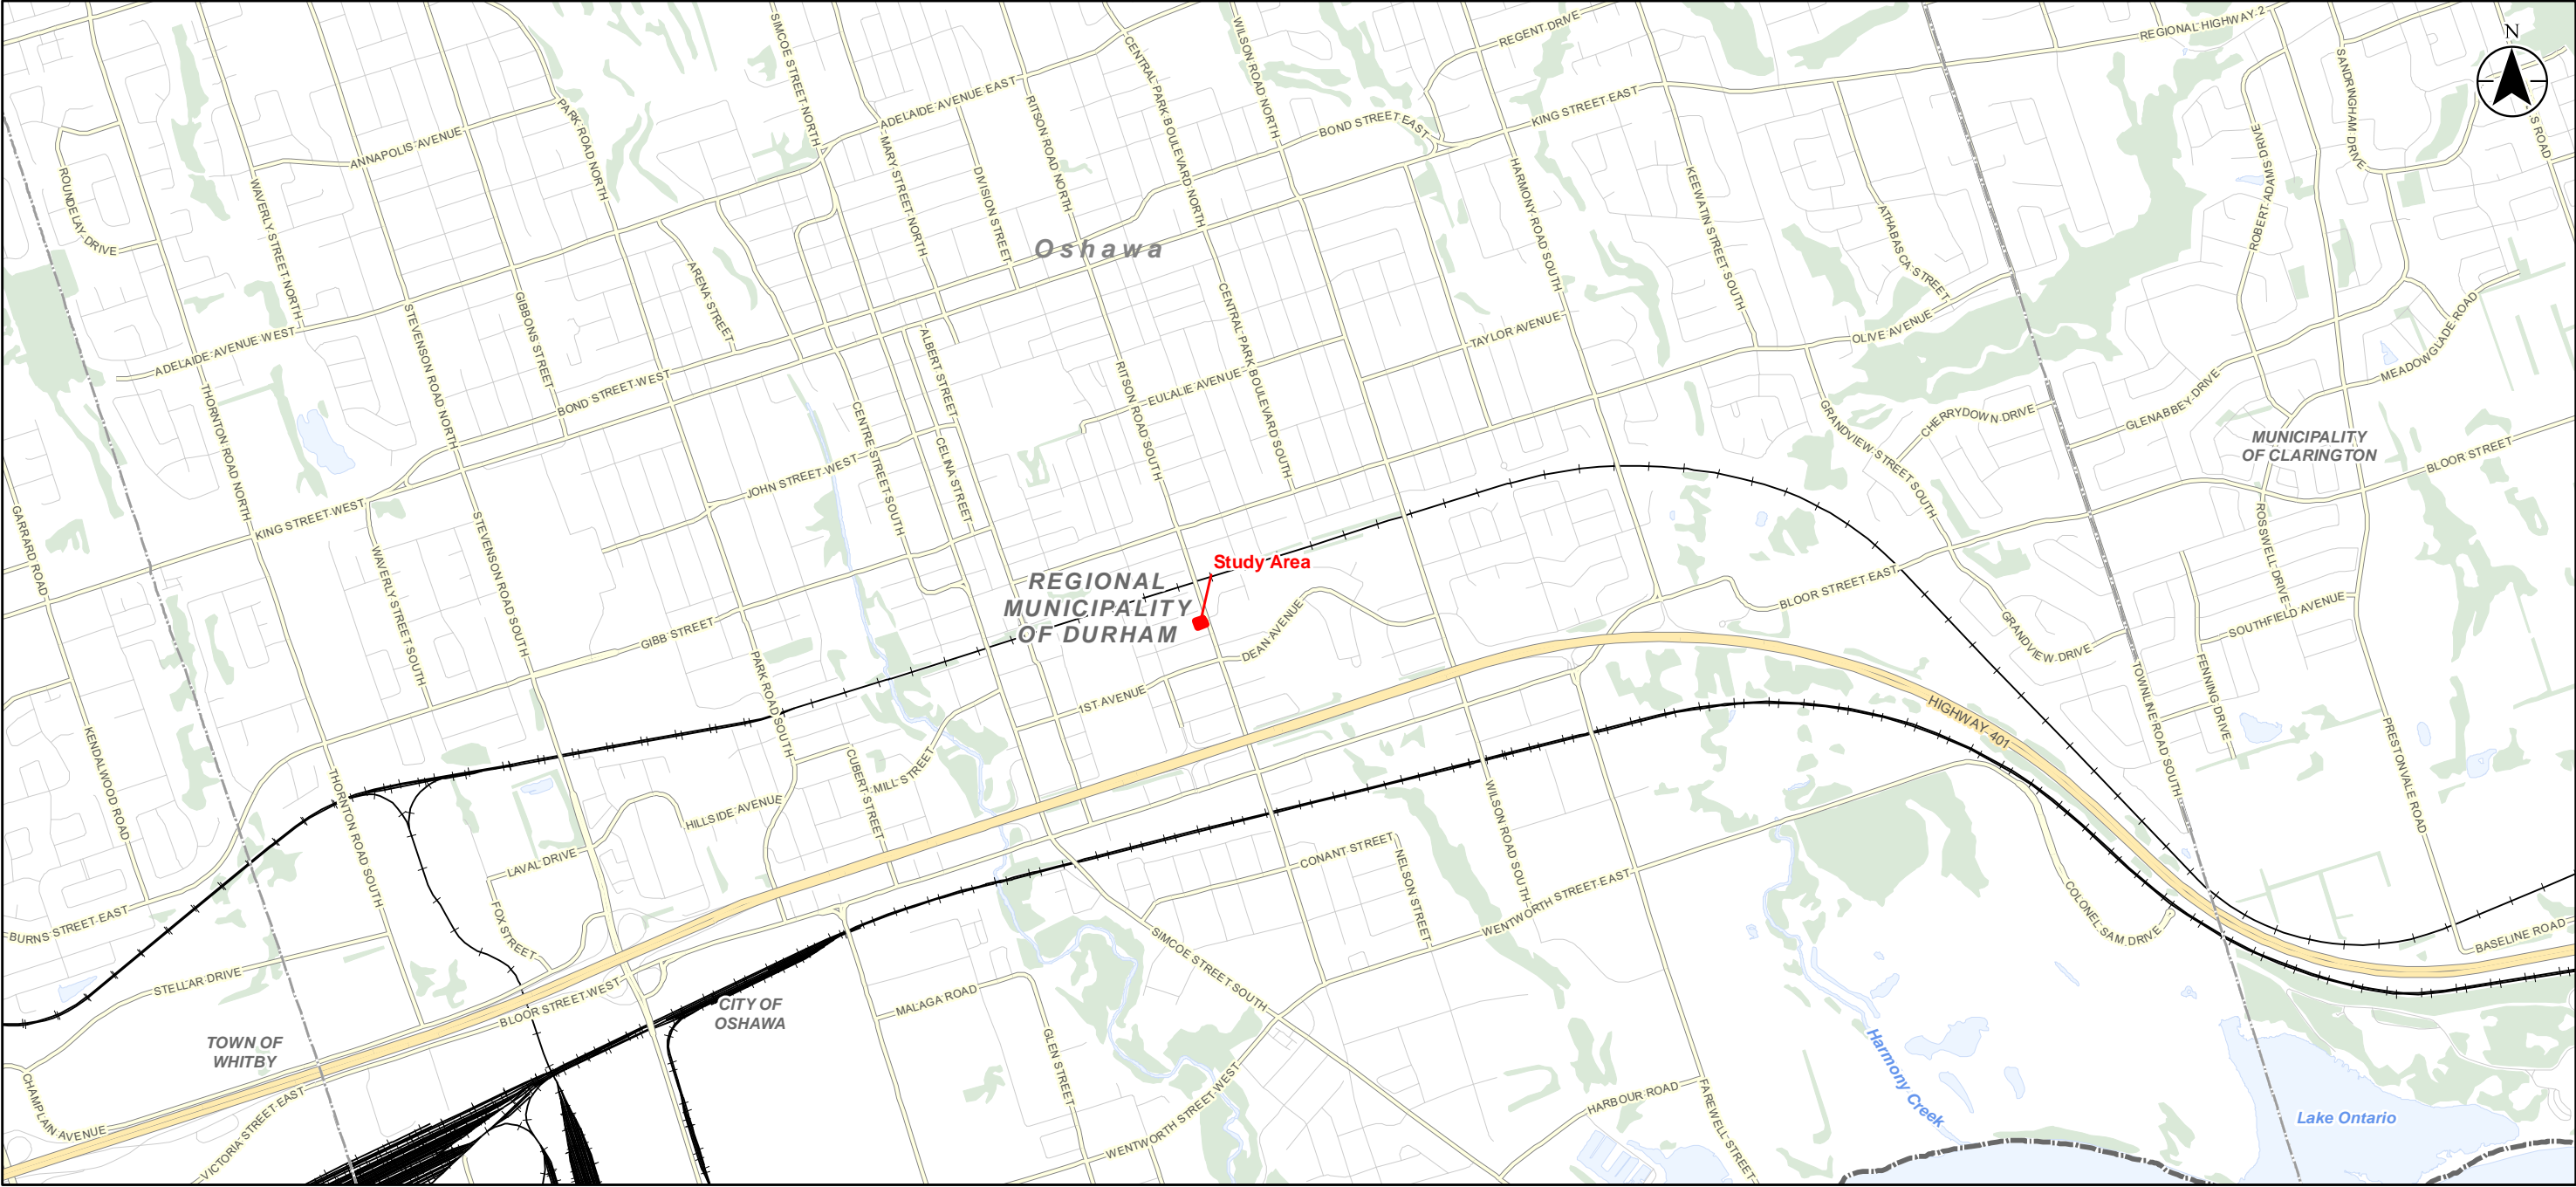 N
REGIONAL HIGHWAY 2
SIMCOE STREET NORTH
CENTRAL PARK BOULEVARD NORTH
WILSON ROAD NORTH
REGENT DRIVE
SANDRINGHAM DRIVE
S ROAD
ADELAIDE AVENUE EAST
RITSON ROAD NORTH
BOND STREET EAST
KING STREET EAST
PARK ROAD NORTH
ANNAPOLIS AVENUE
MARY STREET NORTH
DIVISION STREET
ROBERT ADAMS DRIVE
ROUNDELAY DRIVE
WAVERLY STREET NORTH
HARMONY ROAD SOUTH
KEEWATIN STREET SOUTH
ATHABASCA STREET
Oshawa
ARENA STREET
GIBBONS STREET
STEVENSON ROAD NORTH
CENTRAL PARK BOULEVARD SOUTH
ADELAIDE AVENUE WEST
ALBERT STREET
TAYLOR AVENUE
OLIVE AVENUE
MEADOWGLADE ROAD
BOND STREET WEST
RITSON ROAD SOUTH
EULALIE AVENUE
THORNTON ROAD NORTH
CENTRE STREET SOUTH
CELINA STREET
GRANDVIEW STREET SOUTH
CHERRYDOWN DRIVE
GLENABBEY DRIVE
MUNICIPALITY
OF CLARINGTON
BLOOR STREET
JOHN STREET WEST
KING STREET WEST
GARRARD ROAD
STEVENSON ROAD SOUTH
WAVERLY STREET SOUTH
ROSSWELL DRIVE
Study Area
REGIONAL
MUNICIPALITY
OF DURHAM
BLOOR STREET EAST
GIBB STREET
DEAN AVENUE
SOUTHFIELD AVENUE
GRANDVIEW DRIVE
FENNING DRIVE
TOWNLINE ROAD SOUTH
PARK ROAD SOUTH
1ST AVENUE
HIGHWAY 401
KENDALWOOD ROAD
PRESTONVALE ROAD
CUBERT STREET
MILL STREET
HILLSIDE AVENUE
THORNTON ROAD SOUTH
WILSON ROAD SOUTH
LAVAL DRIVE
CONANT STREET
NELSON STREET
FOX STREET
WENTWORTH STREET EAST
COLONEL SAM DRIVE
BURNS STREET EAST
SIMCOE STREET SOUTH
BASELINE ROAD
STELLAR DRIVE
BLOOR STREET WEST
MALAGA ROAD
CITY OF
OSHAWA
TOWN OF
WHITBY
GLEN STREET
Harmony Creek
CHAMPLAIN AVENUE
VICTORIA STREET EAST
WENTWORTH STREET WEST
HARBOUR ROAD
FAREWELL STREET
Lake Ontario